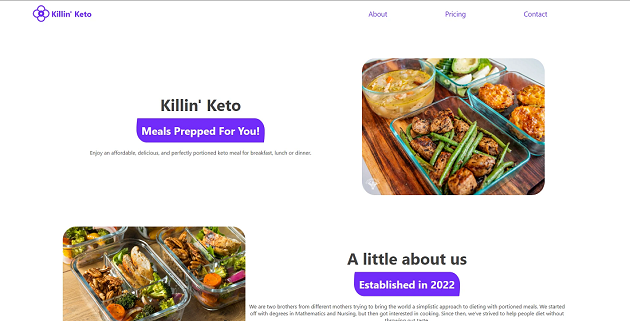 Killin' Keto
About
Pricing
Contact
Killin' Keto
Meals Prepped For You!
Enjoy an affordable, delicious, and perfectly portioned keto meal for breakfast, lunch or dinner.
A little about us
Established in 2022
We are two brothers from different mothers trying to bring the world a simplistic approach to dieting with portioned meals. We started
off with degrees in Mathematics and Nursing, but then got interested in cooking. Since then, we've strived to help people diet without
throwing out taste.